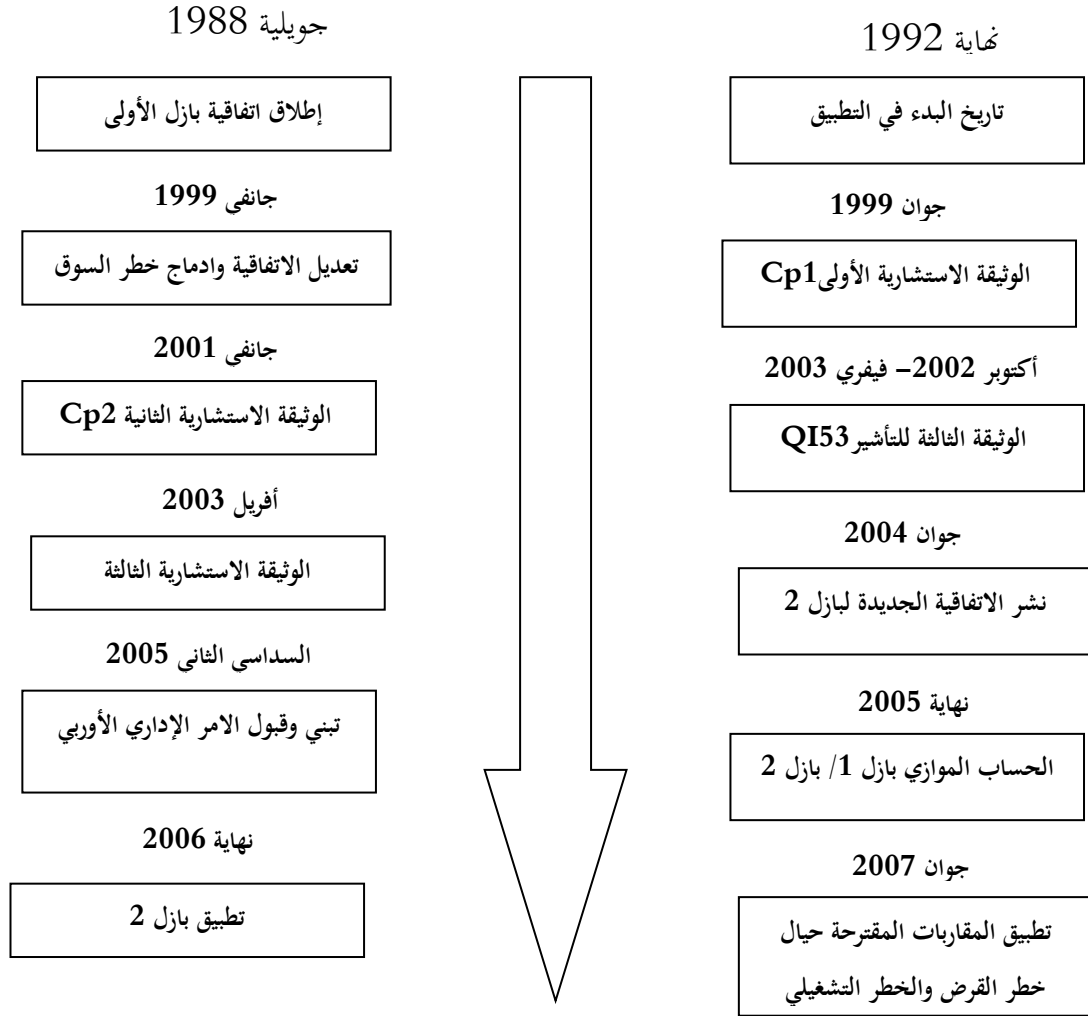 جويلية 1988
نهاية 1992
إطلاق اتفاقية بازل الأولى
تاريخ البدء في التطبيق
جانفي 1999
جوان 1999
تعديل الاتفاقية وادماج خطر السوق
الوثيقة الاستشارية الأولىCp1
جانفي 2001
أكتوبر 2002– فيفري 2003
الوثيقة الاستشارية الثانية Cp2
الوثيقة الثالثة للتأشيرQI53
أفريل 2003
جوان 2004
الوثيقة الاستشارية الثالثة
نشر الاتفاقية الجديدة لبازل 2
السداسي الثاني 2005
نهاية 2005
تبني وقبول الامر الإداري الأوربي
الحساب الموازي بازل 1/ بازل 2
نهاية 2006
جوان 2007
تطبيق بازل 2
تطبيق المقاربات المقترحة حيال
خطر القرض والخطر التشغيلي